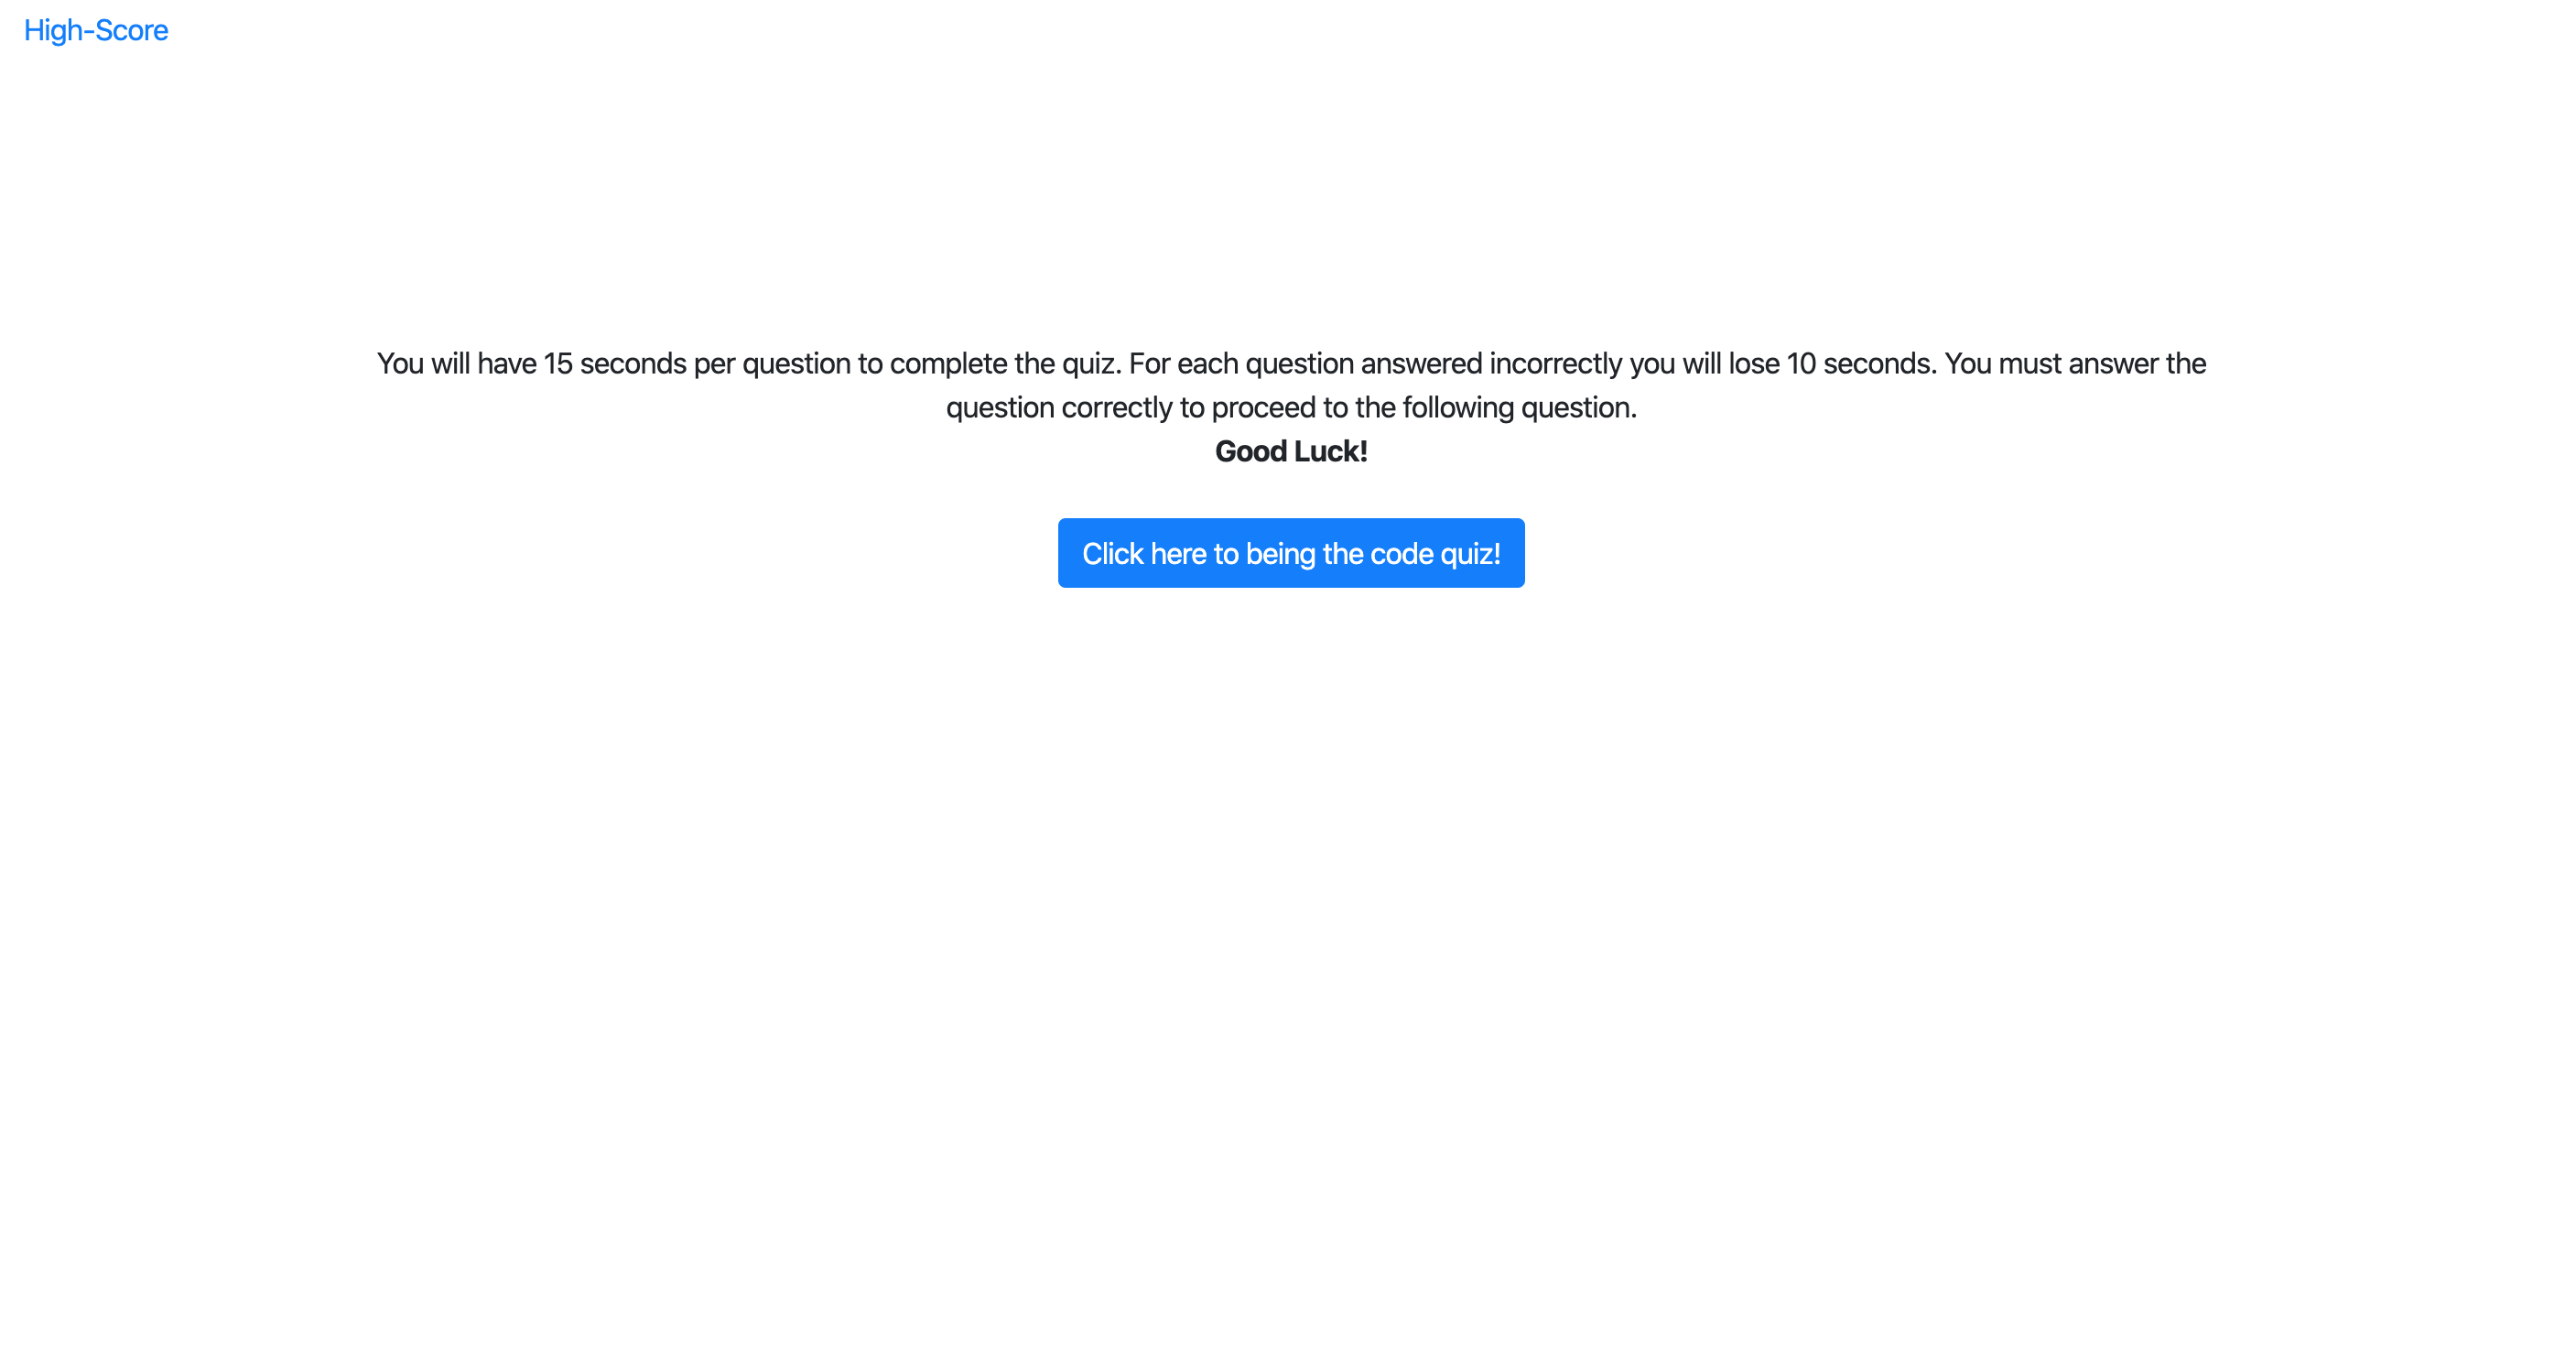 High-Score
You will have 15 seconds per question to complete the quiz. For each question answered incorrectly you will lose 10 seconds. You must answer the
question correctly to proceed to the following question.
Good Luck!
Click here to being the code quiz!